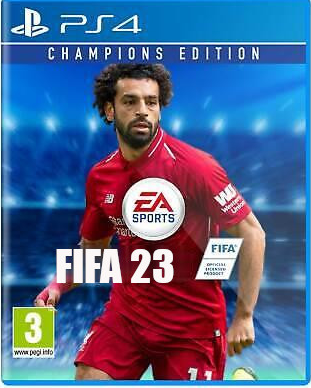 PS4
CHAMPIONS EDITION
11
EA
SPORTS
FIFA 23
FIFA
OFFICIAL
LICENSED
PRODUCT
3
www.pegi.info